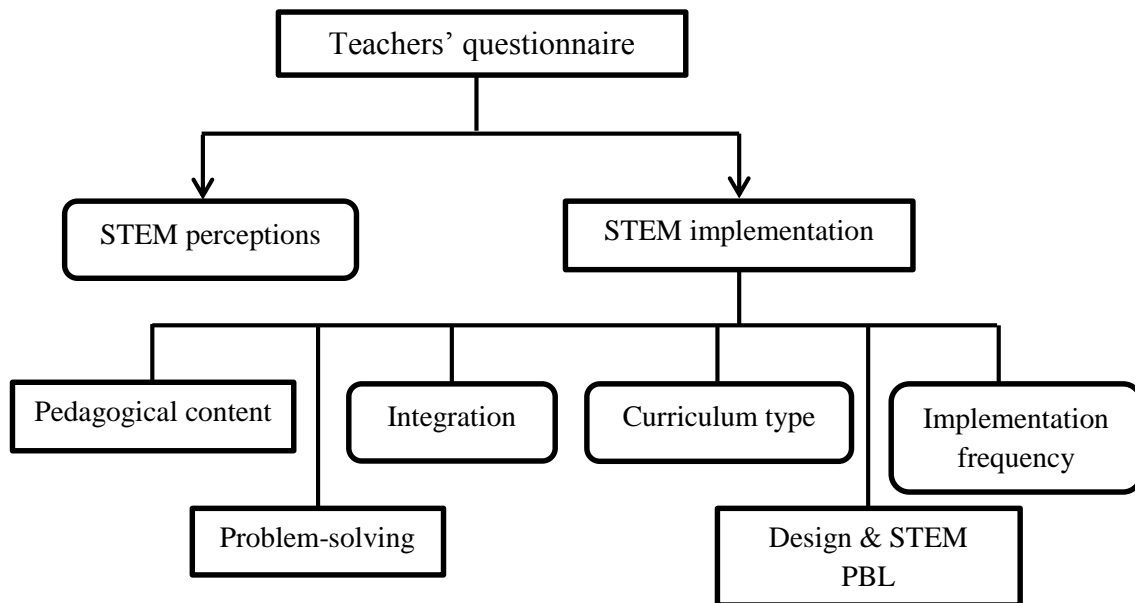 Teachers’ questionnaire
STEM perceptions
STEM implementation
Pedagogical content
Integration
Curriculum type
Implementation
frequency
Problem-solving
Design & STEM
PBL